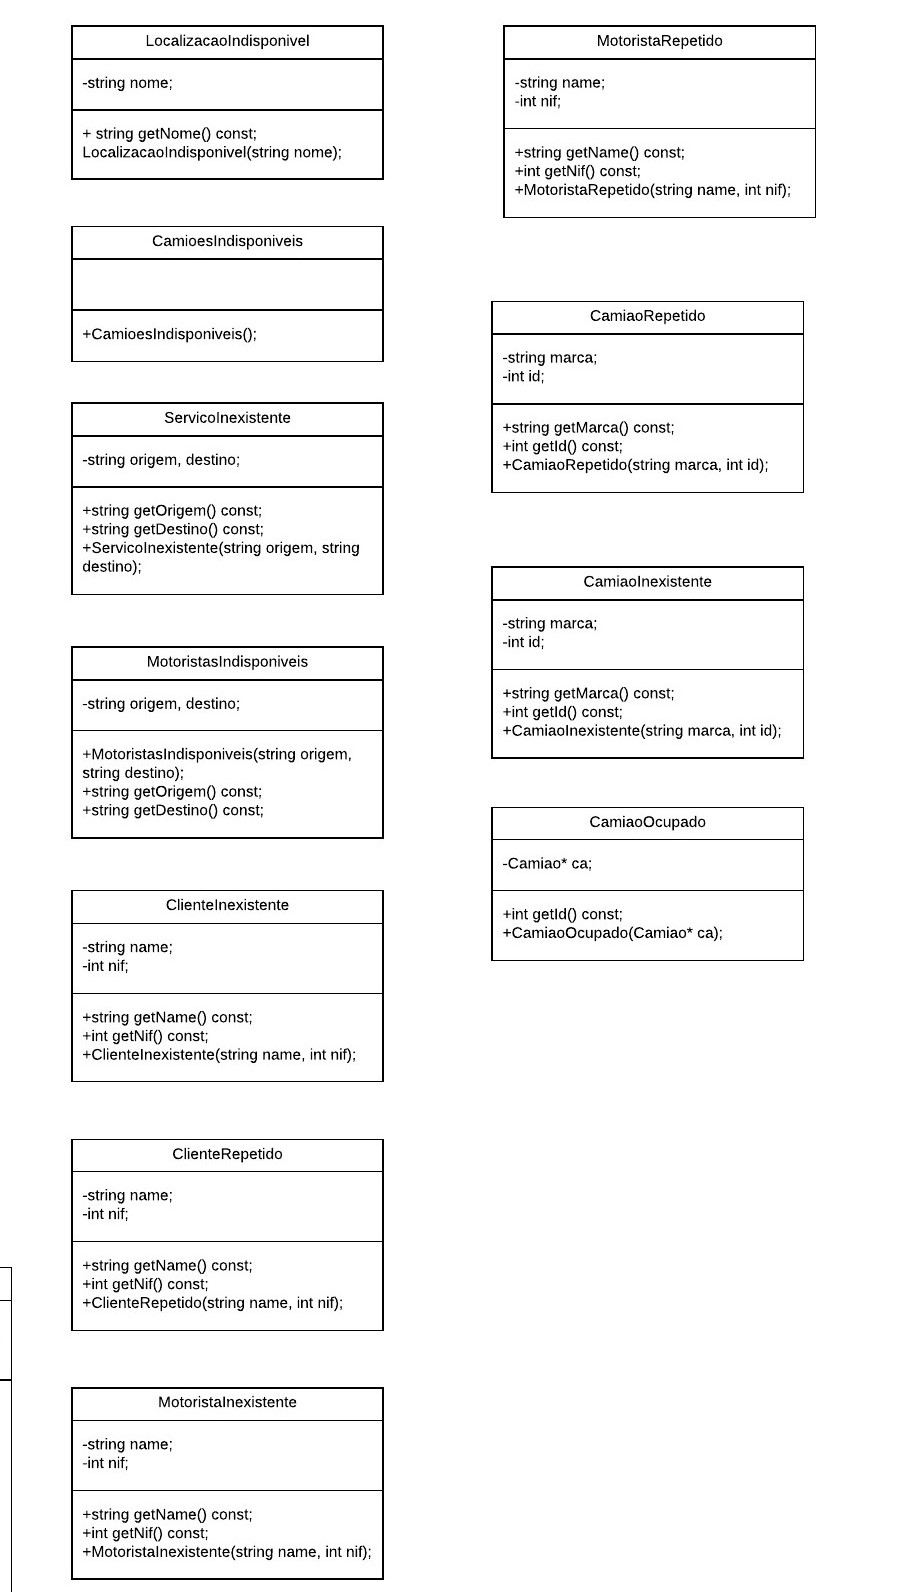 LocalizacaoIndisponivel
-string nome;
+ string getNome() const;
LocalizacaoIndisponivel(string nome);
CamioesIndisponiveis
+CamioesIndisponiveis();
ServicoInexistente
-string origem, destino;
+string getOrigem() const;
+string getDestino() const;
+ServicoInexistente(string origem, string
destino);
MotoristasIndisponiveis
-string origem, destino;
+MotoristasIndisponiveis(string origem,
string destino);
+string getOrigem() const;
+string getDestino() const;
ClienteInexistente
-string name;
-int nif;
+string getName() const;
+int getNif() const;
+ClienteInexistente(string name, int nif);
ClienteRepetido
-string name;
-int nif;
+string getName() const;
+int getNif() const;
+ClienteRepetido(string name, int nif);
MotoristaInexistente
-string name;
-int nif;
+string getName() const;
+int getNif() const;
+MotoristaInexistente(string name, int nif);
MotoristaRepetido
-string name;
-int nif;
+string getName() const;
+int getNif() const;
+MotoristaRepetido(string name, int nif);
CamiaoRepetido
-string marca;
-int id;
+string getMarca() const;
+int getId() const;
+CamiaoRepetido(string marca, int id);
CamiaoInexistente
-string marca;
-int id;
+string getMarca() const;
+int getId() const;
+CamiaoInexistente(string marca, int id);
CamiaoOcupado
-Camiao* ca;
+int getId() const;
+CamiaoOcupado(Camiao* ca);